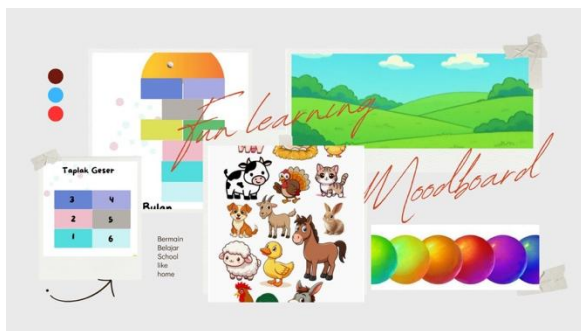 Fun learning
Moodboard
Bulan
Taplak Geser
3 4
2 5
1 6
Bermain
Belajar
School
like
home